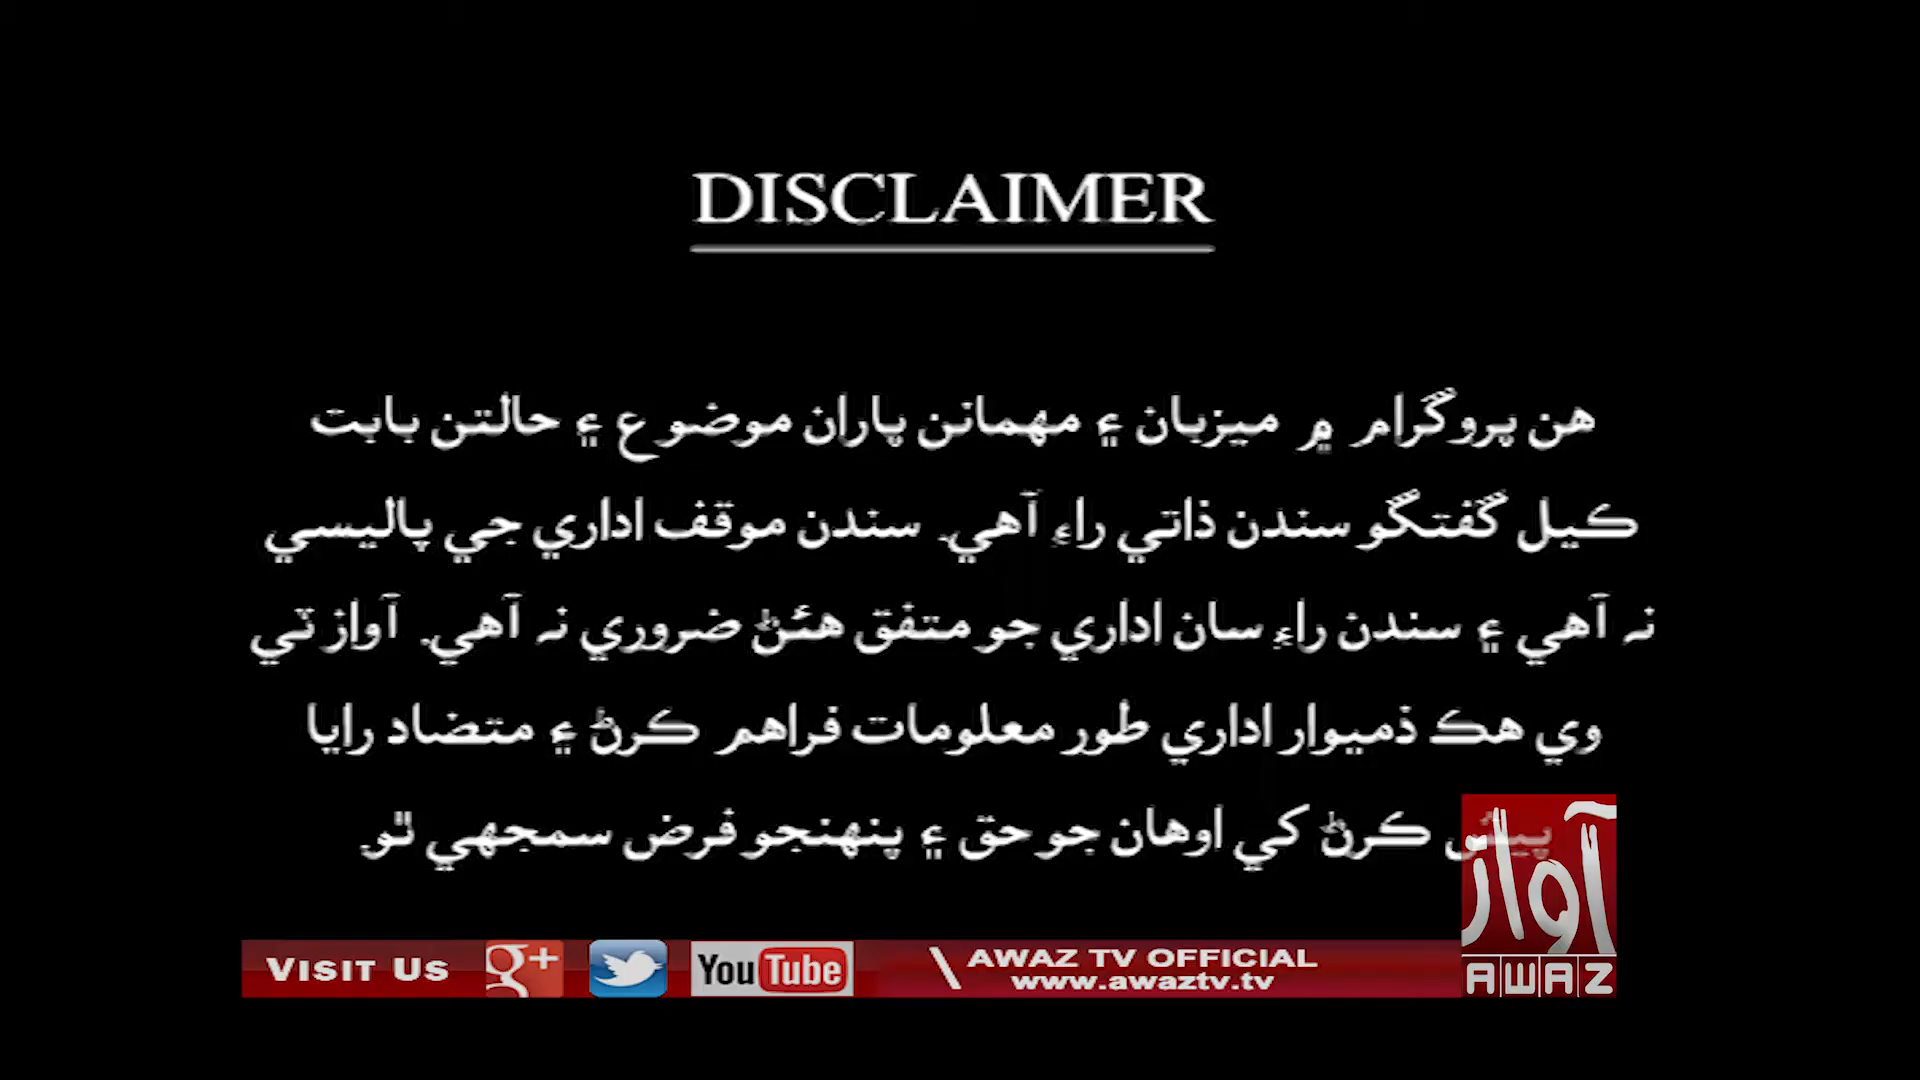 DISCLAIMER
هن پروگرام ۾ ميزبان ۽ مهمانن پاران موضوع ۽ حالتن بابت
ڪيل گفتگو سندن ذاتي راءِ آهي. سندن موقف اداري جي پاليسي
نہ آهي ۽ سندن راءِ سان اداري جو متفق هئڻ ضروري نہ آهي. آواز ٽي
وي هڪ ذميوار اداري طور معلومات فراهم ڪرڻ ۽ متضاد رايا
پيش ڪرڻ کي اوهان جو حق ۽ پنهنجو فرض سمجهي ٿو.
آواز
AWAZ
VISIT US g+ YouTube \ AWAZ TV OFFICIAL
www.awaztv.tv